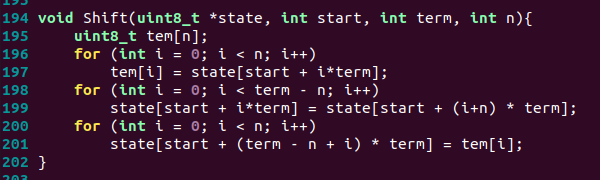 194 void Shift(uint8_t *state, int start, int term, int n){
195     uint8_t tem[n];
196     for (int i = 0; i < n; i++)
197         tem[i] = state[start + i*term];
198     for (int i = 0; i < term - n; i++)
199         state[start + i*term] = state[start + (i+n) * term];
200     for (int i = 0; i < n; i++)
201         state[start + (term - n + i) * term] = tem[i];
202 }